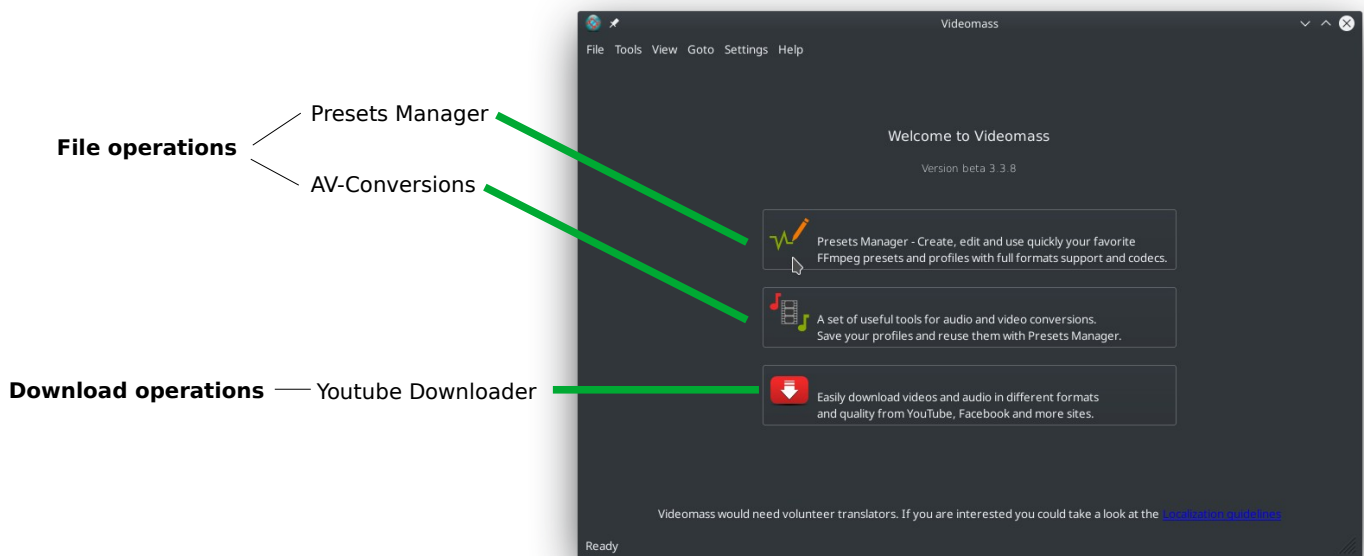 File operations
Presets Manager
AV-Conversions
Download operations
Youtube Downloader
Videomass
File Tools View Goto Settings Help
Welcome to Videomass
Version beta 3.3.8
Presets Manager - Create, edit and use quickly your favorite
FFmpeg presets and profiles with full formats support and codecs.
A set of useful tools for audio and video conversions.
Save your profiles and reuse them with Presets Manager.
Easily download videos and audio in different formats
and quality from YouTube, Facebook and more sites.
Videomass would need volunteer translators. If you are interested you could take a look at the Localization guidelines
Ready